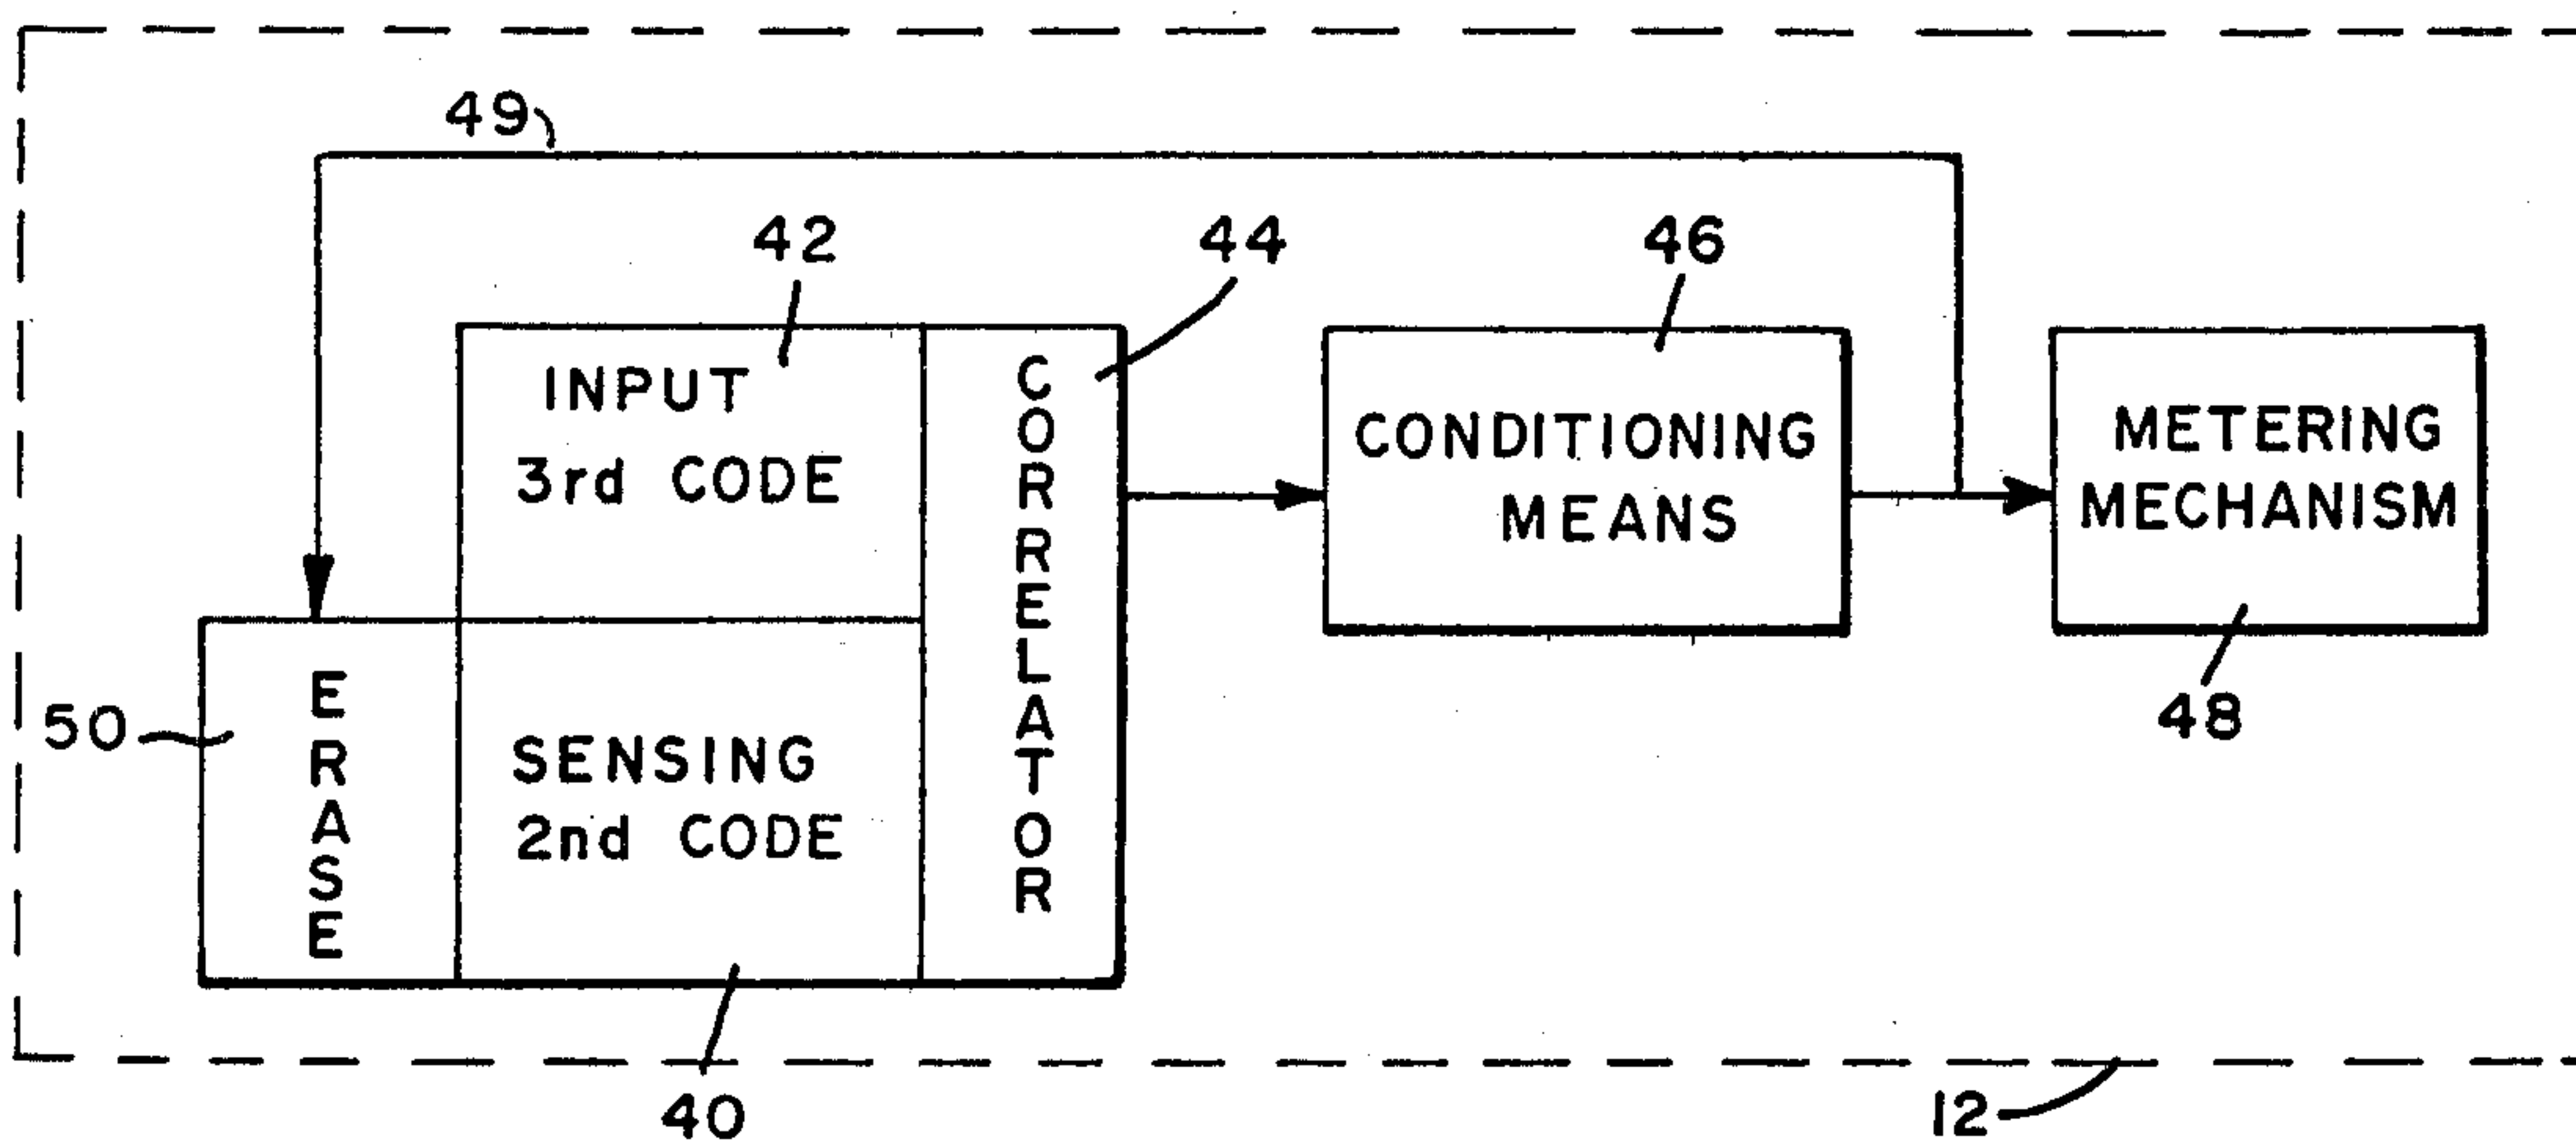 49
42
44
46
INPUT
3rd CODE
CORRELATOR
CONDITIONING
MEANS
METERING
MECHANISM
48
50
ERASE
SENSING
2nd CODE
40
12